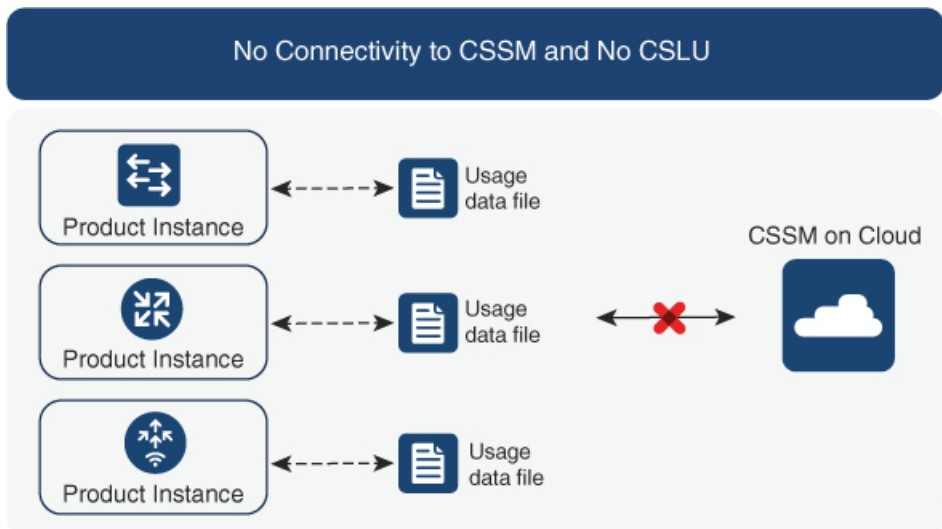 No Connectivity to CSSM and No CSLU
Product Instance
Usage
data file
Product Instance
Usage
data file
CSSM on Cloud
Product Instance
Usage
data file